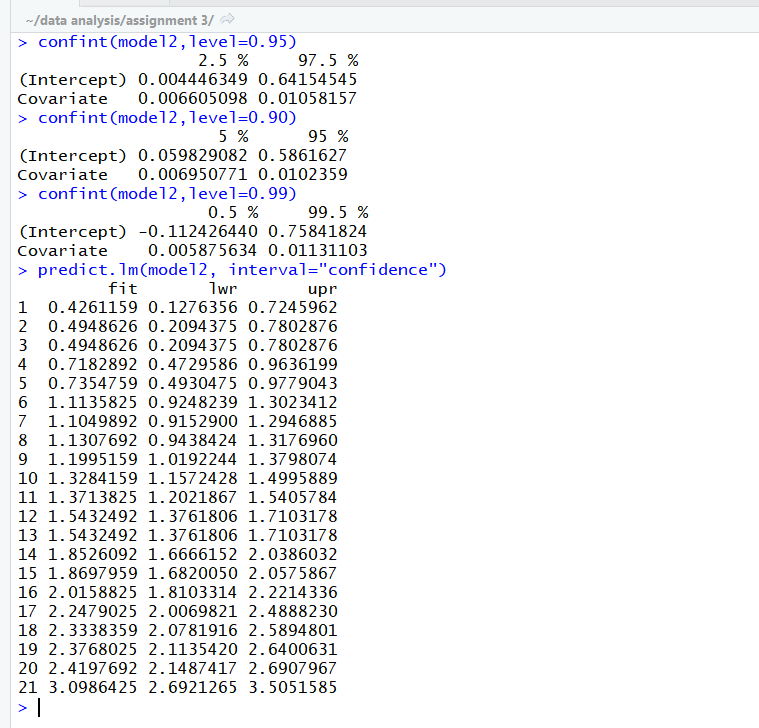 ~/data analysis/assignment 3/
> confint(model2,level=0.95)
2.5 % 97.5 %
(Intercept) 0.004446349 0.64154545
Covariate 0.006605098 0.01058157
> confint(model2,level=0.90)
5 % 95 %
(Intercept) 0.059829082 0.5861627
Covariate 0.006950771 0.0102359
> confint(model2,level=0.99)
0.5 % 99.5 %
(Intercept) -0.112426440 0.75841824
Covariate 0.005875634 0.01131103
> predict.lm(model2, interval="confidence")
fit lwr upr
1 0.4261159 0.1276356 0.7245962
2 0.4948626 0.2094375 0.7802876
3 0.4948626 0.2094375 0.7802876
4 0.7182892 0.4729586 0.9636199
5 0.7354759 0.4930475 0.9779043
6 1.1135825 0.9248239 1.3023412
7 1.1049892 0.9152900 1.2946885
8 1.1307692 0.9438424 1.3176960
9 1.1995159 1.0192244 1.3798074
10 1.3284159 1.1572428 1.4995889
11 1.3713825 1.2021867 1.5405784
12 1.5432492 1.3761806 1.7103178
13 1.5432492 1.3761806 1.7103178
14 1.8526092 1.6666152 2.0386032
15 1.8697959 1.6820050 2.0575867
16 2.0158825 1.8103314 2.2214336
17 2.2479025 2.0069821 2.4888230
18 2.3338359 2.0781916 2.5894801
19 2.3768025 2.1135420 2.6400631
20 2.4197692 2.1487417 2.6907967
21 3.0986425 2.6921265 3.5051585
>